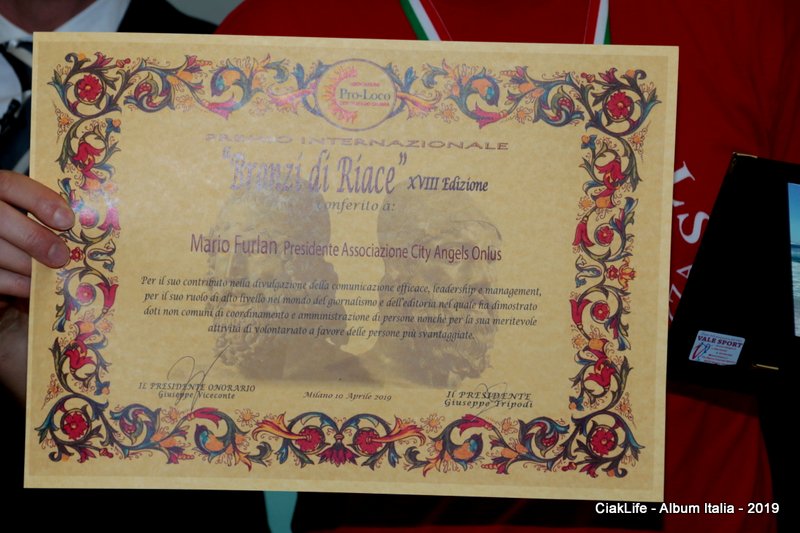 ASSOCIAZIONE
Pro-Loco
PREMIO INTERNAZIONALE
"Bronzi di Riace" XVIII Edizione
conferito a:
Mario Furlan Presidente Associazione City Angels Onlus
Per il suo contributo nella divulgazione della comunicazione efficace, leadership e management,
per il suo ruolo di alto livello nel mondo del giornalismo e dell'editoria nel quale ha dimostrato
doti non comuni di coordinamento e amministrazione di persone nonchè per la sua meritevole
attività di volontariato a favore delle persone più svantaggiate.
IL PRESIDENTE ONORARIO
Giuseppe Viceconte
Milano 10 Aprile 2019
IL PRESIDENTE
Giuseppe Tripodi
LS
VALE SPORT
CiakLife - Album Italia - 2019